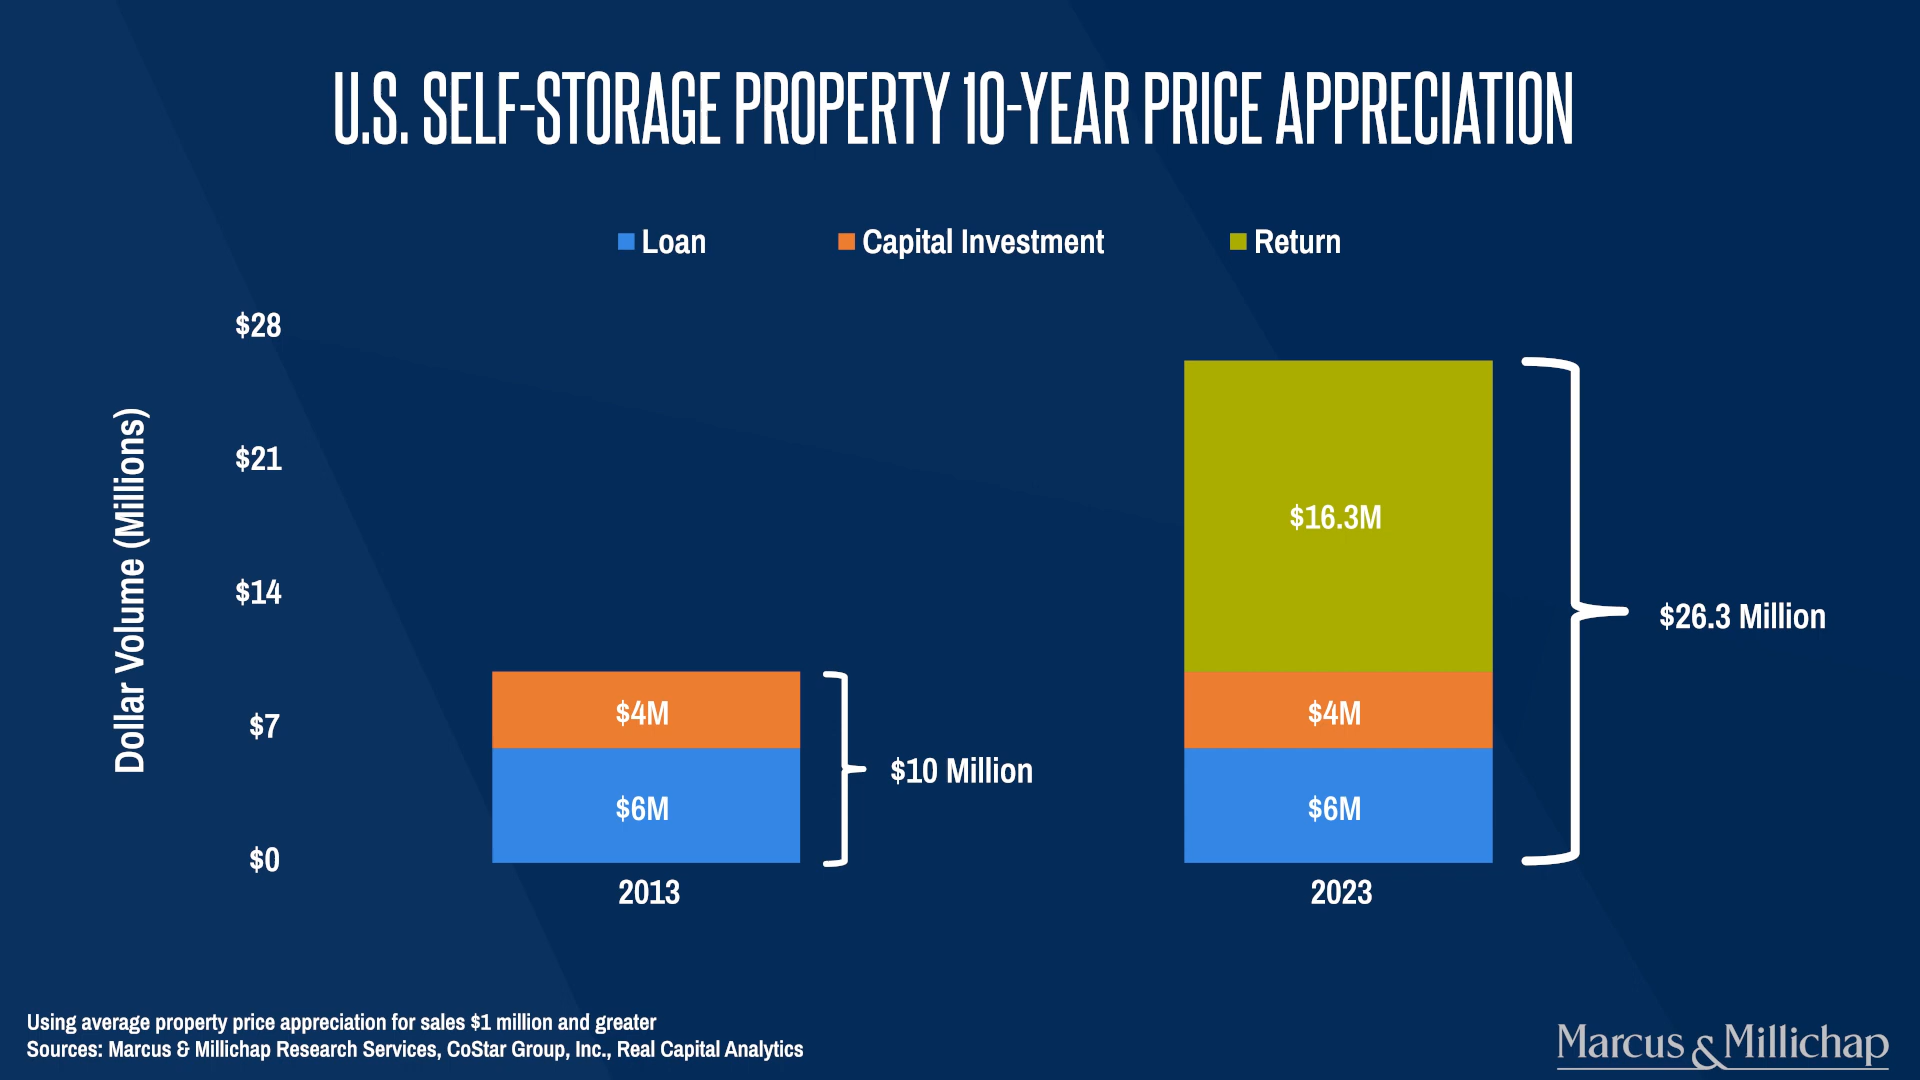 U.S. SELF-STORAGE PROPERTY 10-YEAR PRICE APPRECIATION
Loan Capital Investment Return
Dollar Volume (Millions)
$28
$21
$14
$7
$0
$4M
$6M
$10 Million
2013
$16.3M
$4M
$6M
$26.3 Million
2023
Using average property price appreciation for sales $1 million and greater
Sources: Marcus & Millichap Research Services, CoStar Group, Inc., Real Capital Analytics
Marcus & Millichap